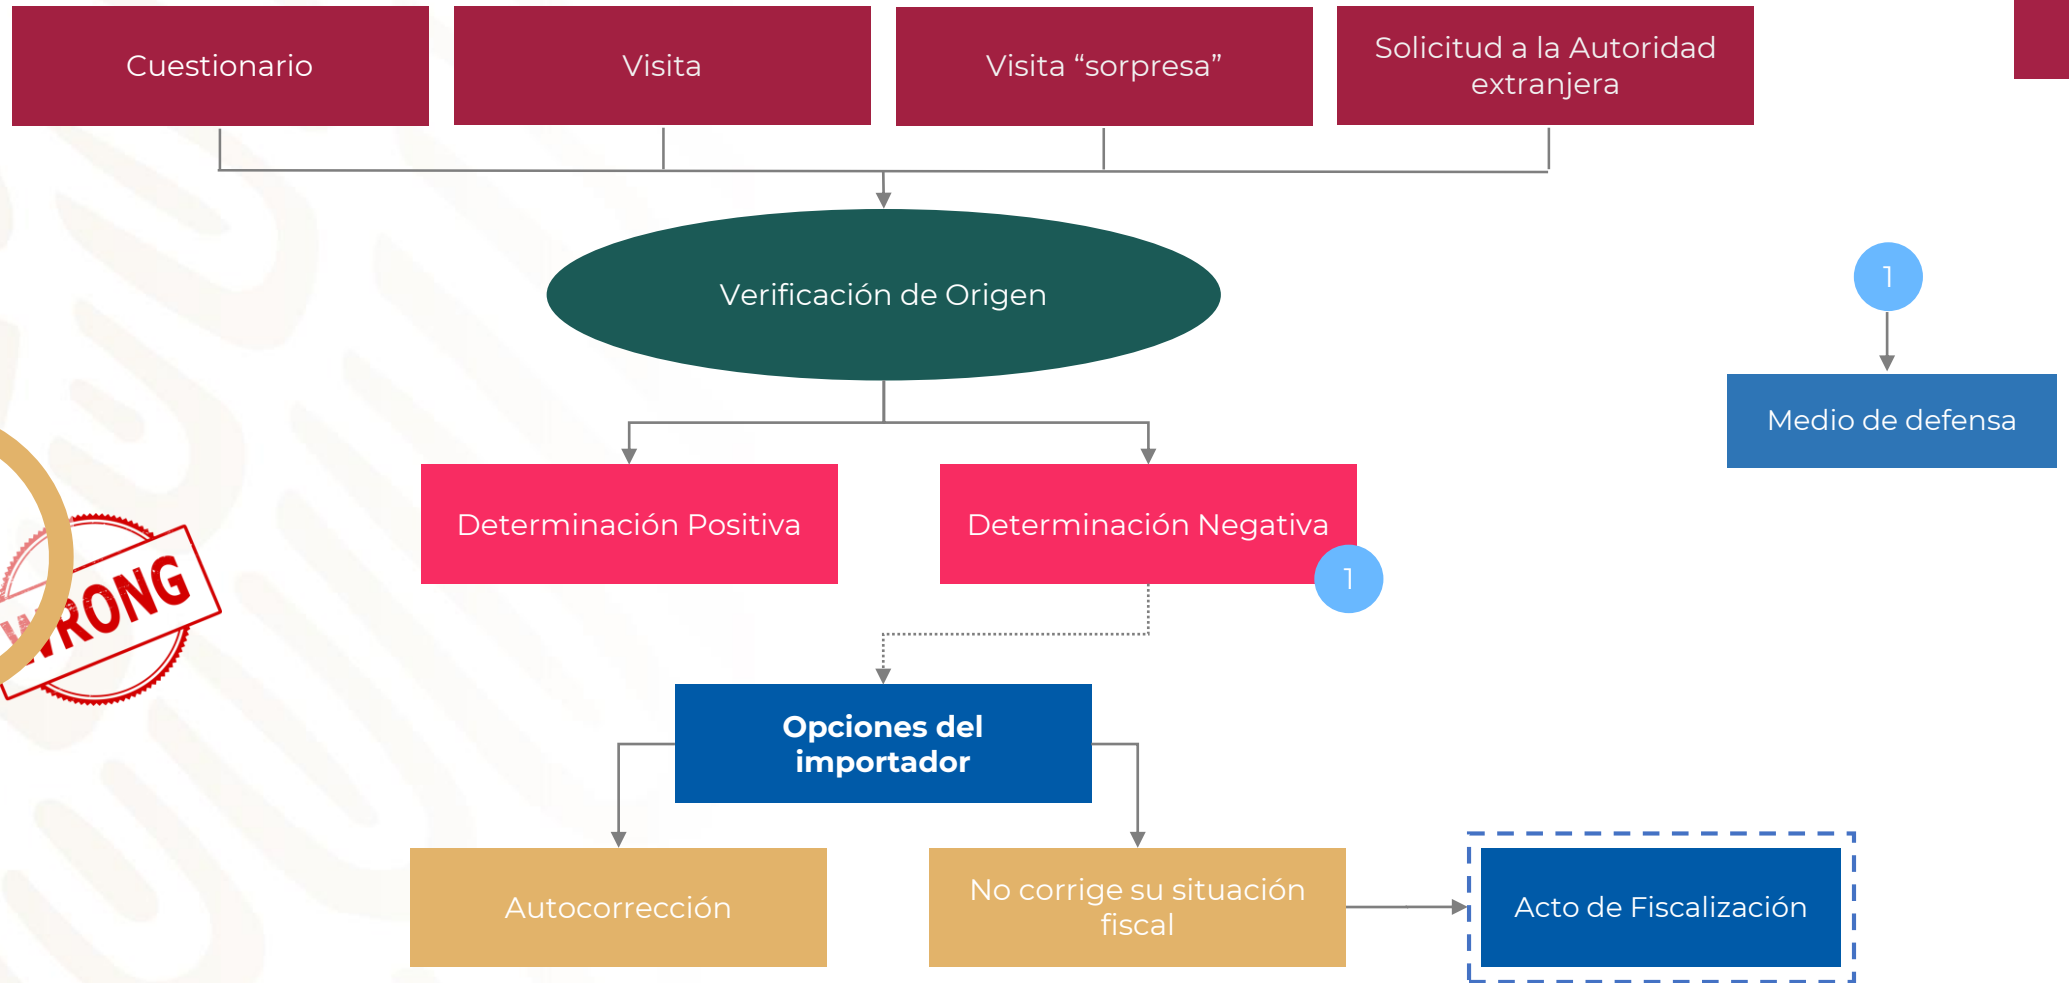 Cuestionario
Visita
Visita “sorpresa”
Solicitud a la Autoridad
extranjera
Verificación de Origen
1
Medio de defensa
Determinación Positiva
Determinación Negativa
1
WRONG
Opciones del
importador
Autocorrección
No corrige su situación
fiscal
Acto de Fiscalización